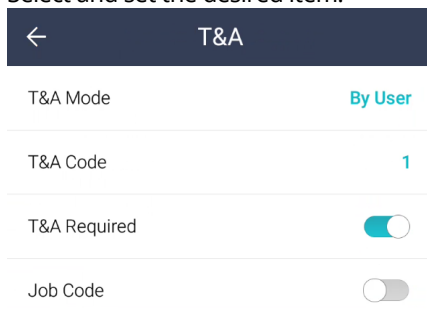 Select and set the desired item.
T&A
T&A Mode By User
T&A Code 1
T&A Required
Job Code